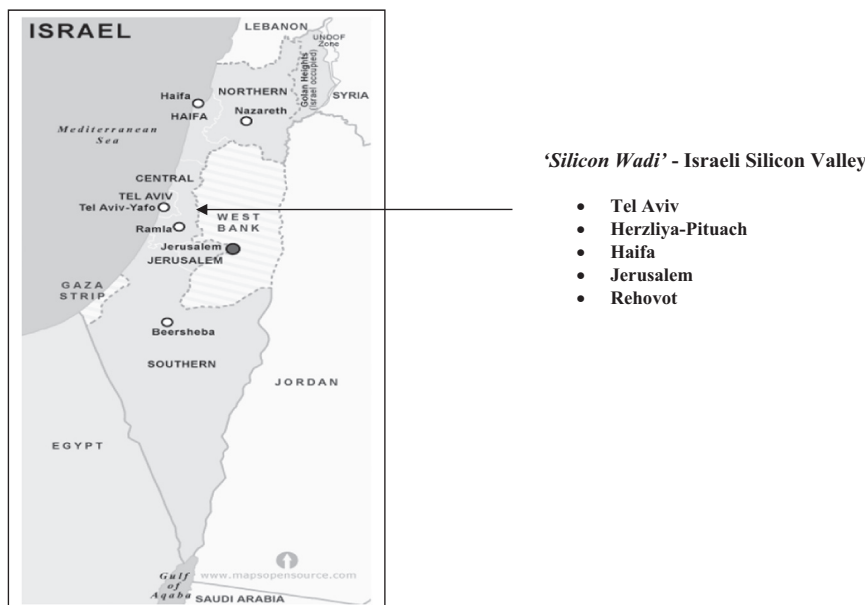 ISRAEL
LEBANON
UNDOF
Zone
Golan Heights
(Israel occupied)
NORTHERN
SYRIA
Haifa
HAIFA
Nazareth
Mediterranean
Sea
CENTRAL
TEL AVIV
Tel Aviv-Yafo
WEST
BANK
Ramla
Jerusalem
JERUSALEM
GAZA
STRIP
Beersheba
SOUTHERN
JORDAN
EGYPT
Gulf
of
Aqaba
www.mapsopensource.com
SAUDI ARABIA
‘Silicon Wadi’ - Israeli Silicon Valley
• Tel Aviv
• Herzliya-Pituach
• Haifa
• Jerusalem
• Rehovot